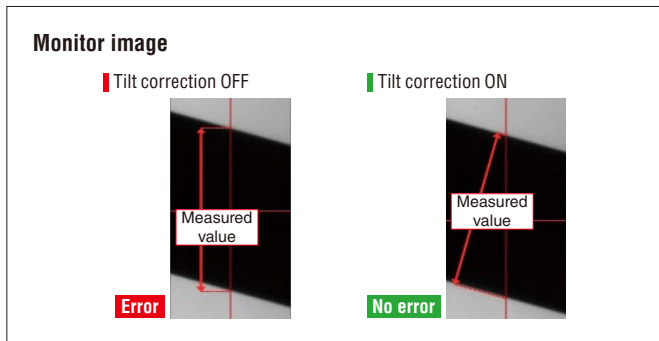 Monitor image
Tilt correction OFF
Measured
value
Error
Tilt correction ON
Measured
value
No error